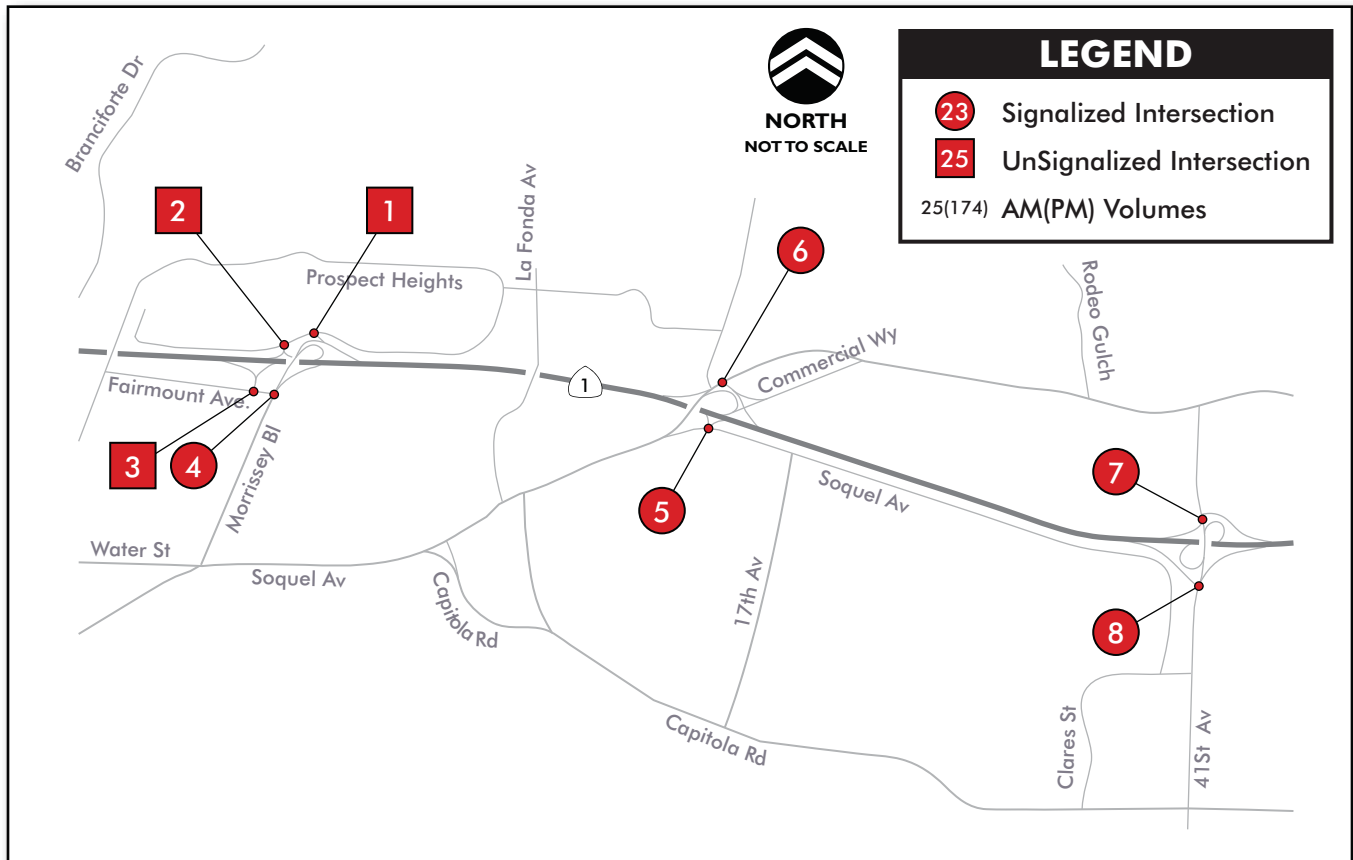 Branciforte Dr
NORTH
NOT TO SCALE
LEGEND
23 Signalized Intersection
25 UnSignalized Intersection
25(174) AM(PM) Volumes
2
1
La Fonda Av
6
Prospect Heights
Rodeo Gulch
Commercial Wy
1
Fairmount Ave.
3
4
Morrissey Bl
5
Soquel Av
7
17th Av
Water St
Soquel Av
Capitola Rd
8
Capitola Rd
Clares St
41St Av